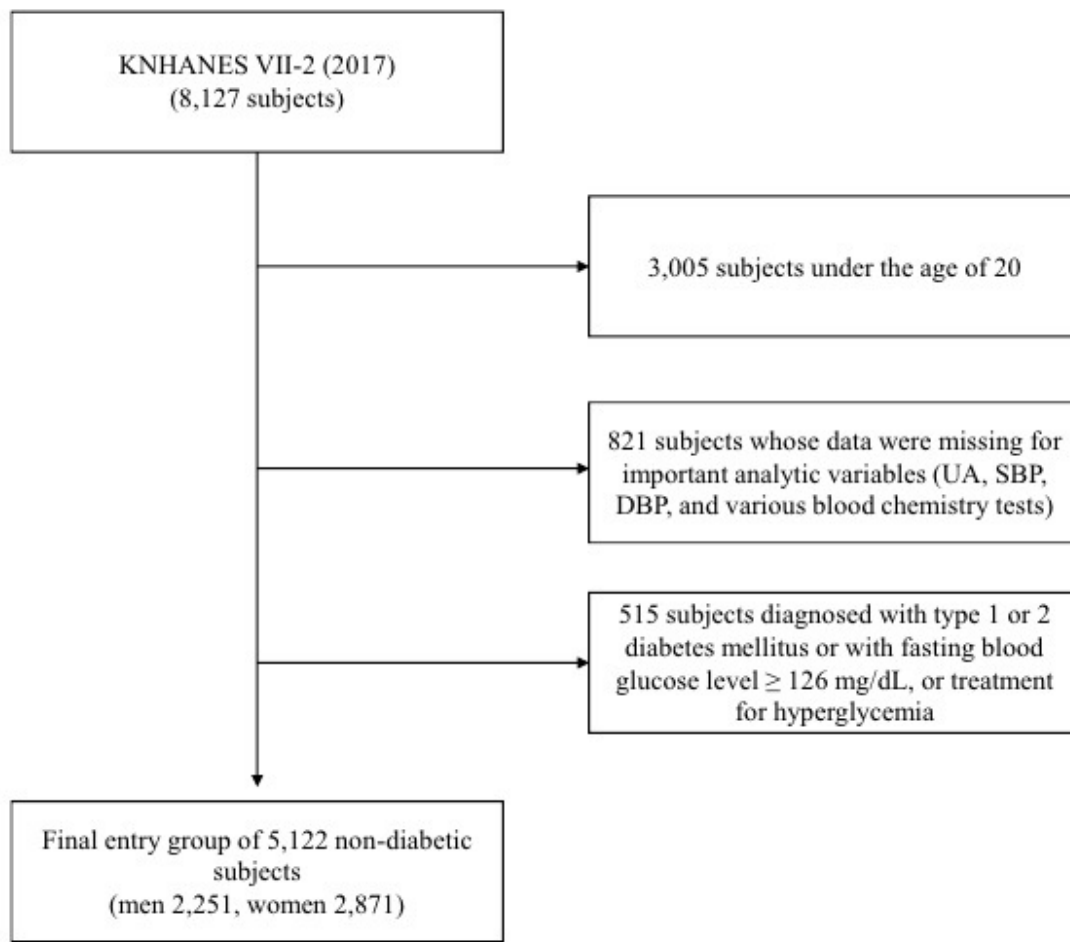 KNHANES VII-2 (2017)
(8,127 subjects)
3,005 subjects under the age of 20
821 subjects whose data were missing for
important analytic variables (UA, SBP,
DBP, and various blood chemistry tests)
515 subjects diagnosed with type 1 or 2
diabetes mellitus or with fasting blood
glucose level ≥ 126 mg/dL, or treatment
for hyperglycemia
Final entry group of 5,122 non-diabetic
subjects
(men 2,251, women 2,871)